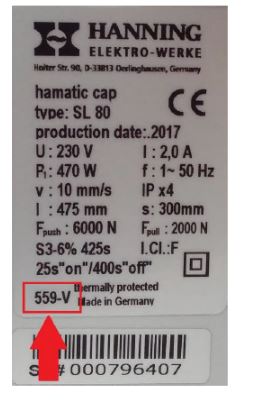 HANNING
ELEKTRO-WERKE
Holter Str. 90, D-33813 Oerlinghausen, Germany
hamatic cap
type: SL 80
CE
production date:.2017
U : 230 V I : 2,0 A
P₁: 470 W f : 1~ 50 Hz
v : 10 mm/s IP x4
l : 475 mm s: 300mm
Fpush : 6000 N Fpull : 2000 N
S3-6% 425s I.Cl.:F
25s"on"/400s"off"
thermally protected
559-V Made in Germany
# 000796407